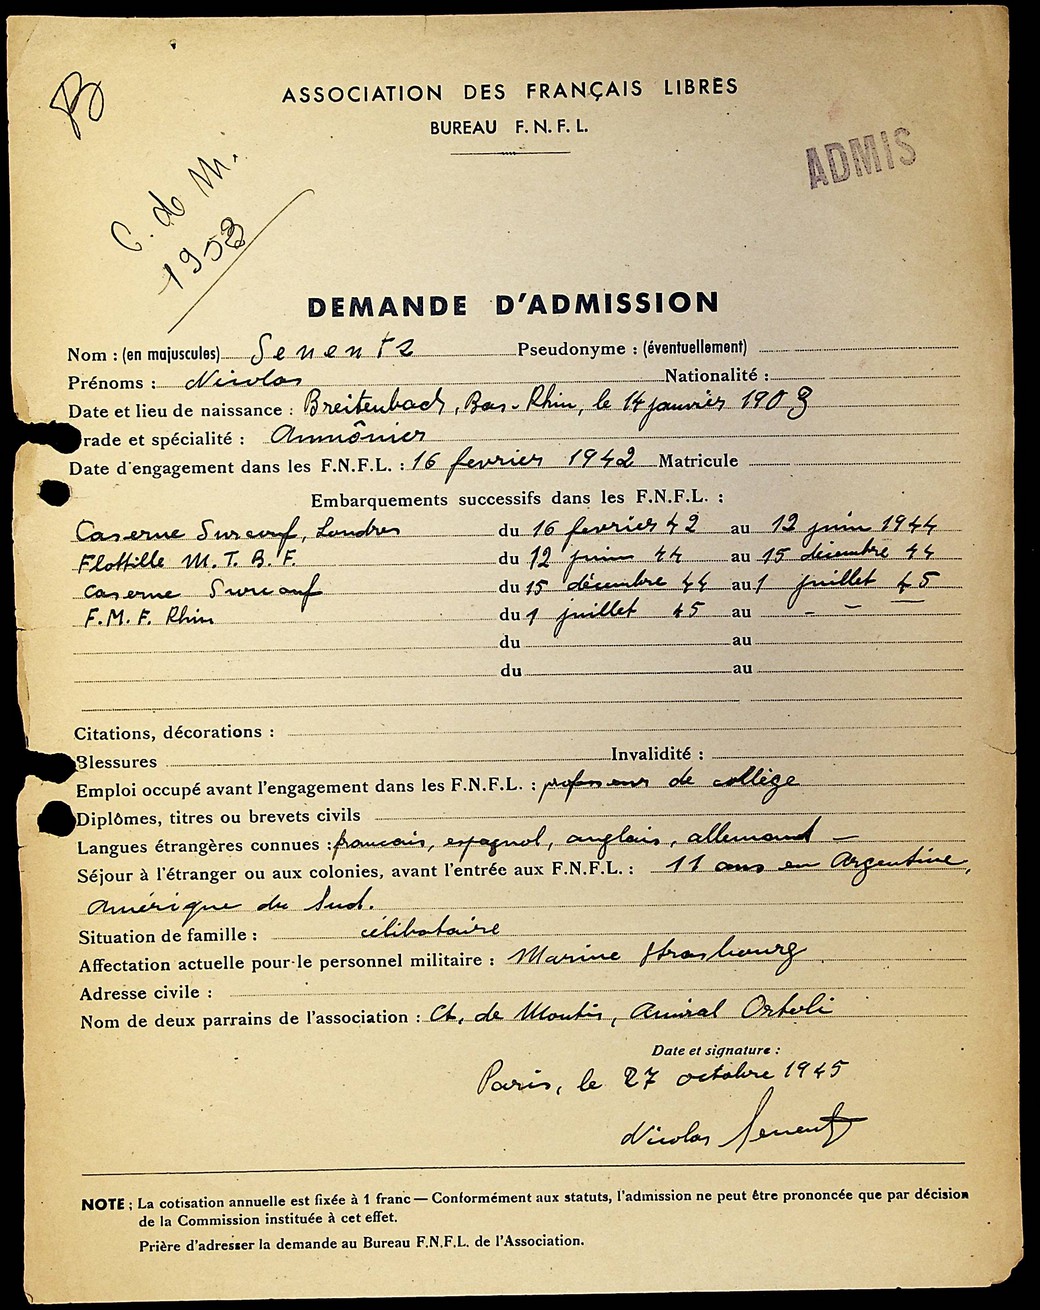 B
ASSOCIATION DES FRANÇAIS LIBRES
BUREAU F.N.F.L.
ADMIS
C. de M.
1953
DEMANDE D'ADMISSION
Nom : (en majuscules) Senentz Pseudonyme : (éventuellement)
Prénoms : Nicolas Nationalité :
Date et lieu de naissance : Breitenbach, Bas-Rhin, le 14 janvier 1909
rade et spécialité : Aumônier
Date d'engagement dans les F.N.F.L. : 16 fevrier 1942 Matricule
Embarquements successifs dans les F.N.F.L. :
Caserne Surcouf, Londres du 16 fevrier 42 au 12 juin 1944
Flottille M.T.B.F. du 12 juin 44 au 15 décembre 44
Caserne Surcouf du 15 décembre 44 au 1 juillet 45
F.M.F. Rhin du 1 juillet 45 au - -
du au
du au
Citations, décorations :
Blessures Invalidité :
Emploi occupé avant l'engagement dans les F.N.F.L. : professeur de collège
Diplômes, titres ou brevets civils
Langues étrangères connues : francais, espagnol, anglais, allemand —
Séjour à l'étranger ou aux colonies, avant l'entrée aux F.N.F.L. : 11 ans en Argentine,
Amérique du Sud.
Situation de famille : célibataire
Affectation actuelle pour le personnel militaire : Marine Strasbourg
Adresse civile :
Nom de deux parrains de l'association : Ct. de Moutis, Amiral Ortoli
Date et signature :
Paris, le 27 octobre 1945
Nicolas Senentz
NOTE : La cotisation annuelle est fixée à 1 franc — Conformément aux statuts, l'admission ne peut être prononcée que par décision
de la Commission instituée à cet effet.
Prière d'adresser la demande au Bureau F.N.F.L. de l'Association.